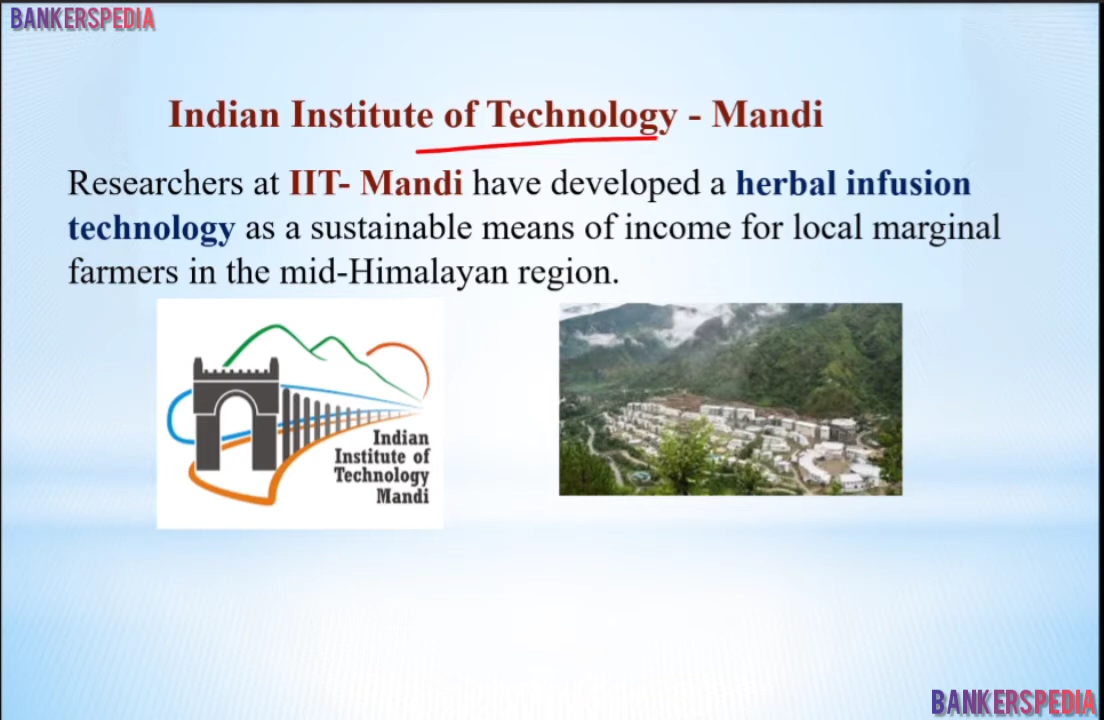 BANKERSPEDIA
Indian Institute of Technology - Mandi
Researchers at IIT- Mandi have developed a herbal infusion
technology as a sustainable means of income for local marginal
farmers in the mid-Himalayan region.
Indian
Institute of
Technology
Mandi
BANKERSPEDIA